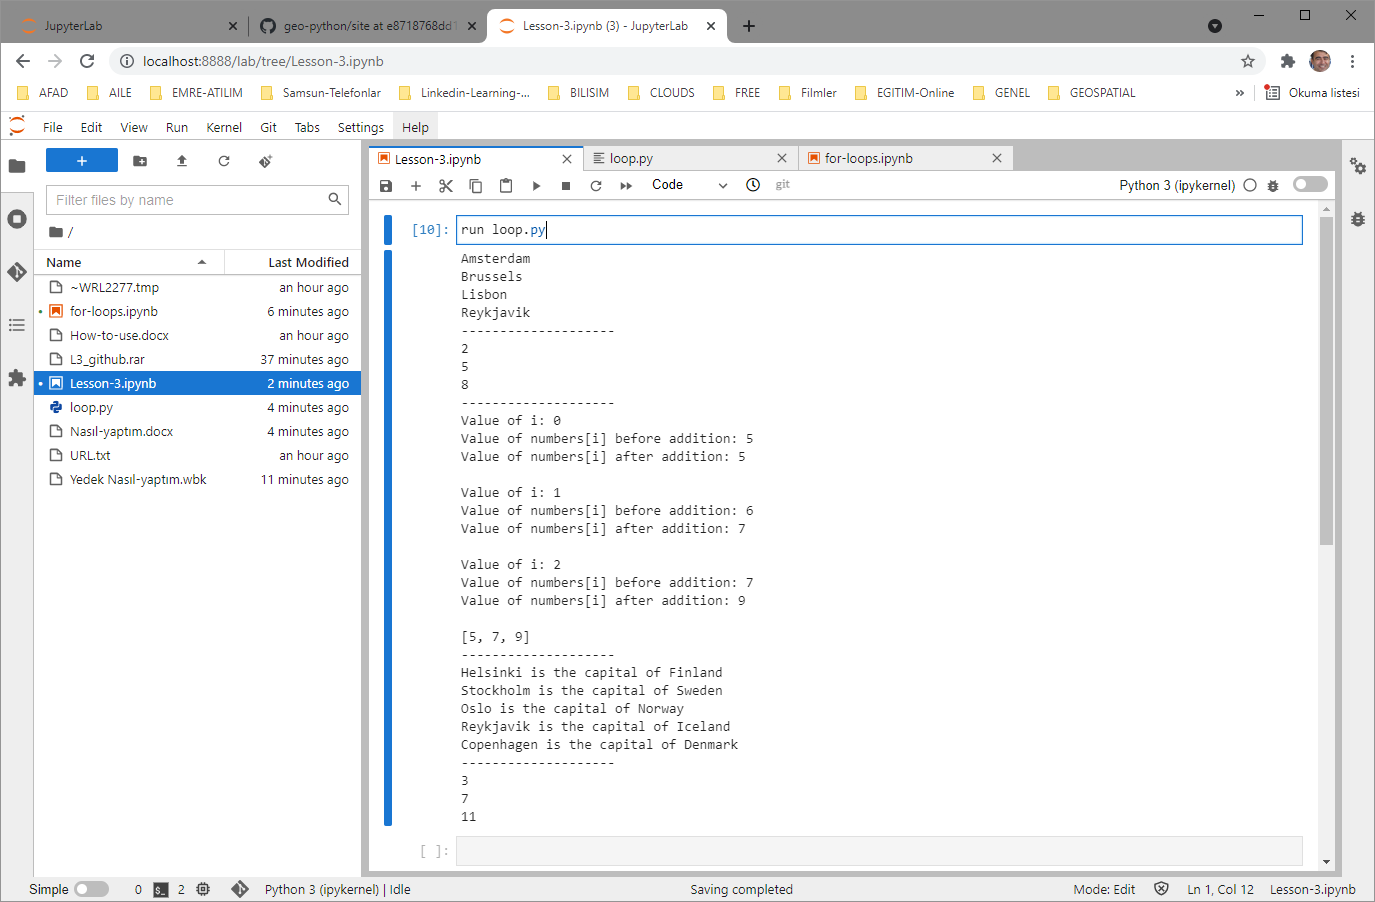 JupyterLab
geo-python/site at e8718768dd
Lesson-3.ipynb (3) - JupyterLab
localhost:8888/lab/tree/Lesson-3.ipynb
AFAD AILE EMRE-ATILIM Samsun-Telefonlar Linkedin-Learning-... BILISIM CLOUDS FREE Filmler EGITIM-Online GENEL GEOSPATIAL » Okuma listesi
File Edit View Run Kernel Git Tabs Settings Help
Filter files by name
/
Name Last Modified
~WRL2277.tmp an hour ago
for-loops.ipynb 6 minutes ago
How-to-use.docx an hour ago
L3_github.rar 37 minutes ago
Lesson-3.ipynb 2 minutes ago
loop.py 4 minutes ago
Nasıl-yaptım.docx 4 minutes ago
URL.txt an hour ago
Yedek Nasıl-yaptım.wbk 11 minutes ago
Lesson-3.ipynb loop.py for-loops.ipynb
Code git Python 3 (ipykernel)
[10]: run loop.py
Amsterdam
Brussels
Lisbon
Reykjavik
--------------------
2
5
8
--------------------
Value of i: 0
Value of numbers[i] before addition: 5
Value of numbers[i] after addition: 5
Value of i: 1
Value of numbers[i] before addition: 6
Value of numbers[i] after addition: 7
Value of i: 2
Value of numbers[i] before addition: 7
Value of numbers[i] after addition: 9
[5, 7, 9]
--------------------
Helsinki is the capital of Finland
Stockholm is the capital of Sweden
Oslo is the capital of Norway
Reykjavik is the capital of Iceland
Copenhagen is the capital of Denmark
--------------------
3
7
11
[ ]:
Simple 0 2 Python 3 (ipykernel) | Idle Saving completed Mode: Edit Ln 1, Col 12 Lesson-3.ipynb